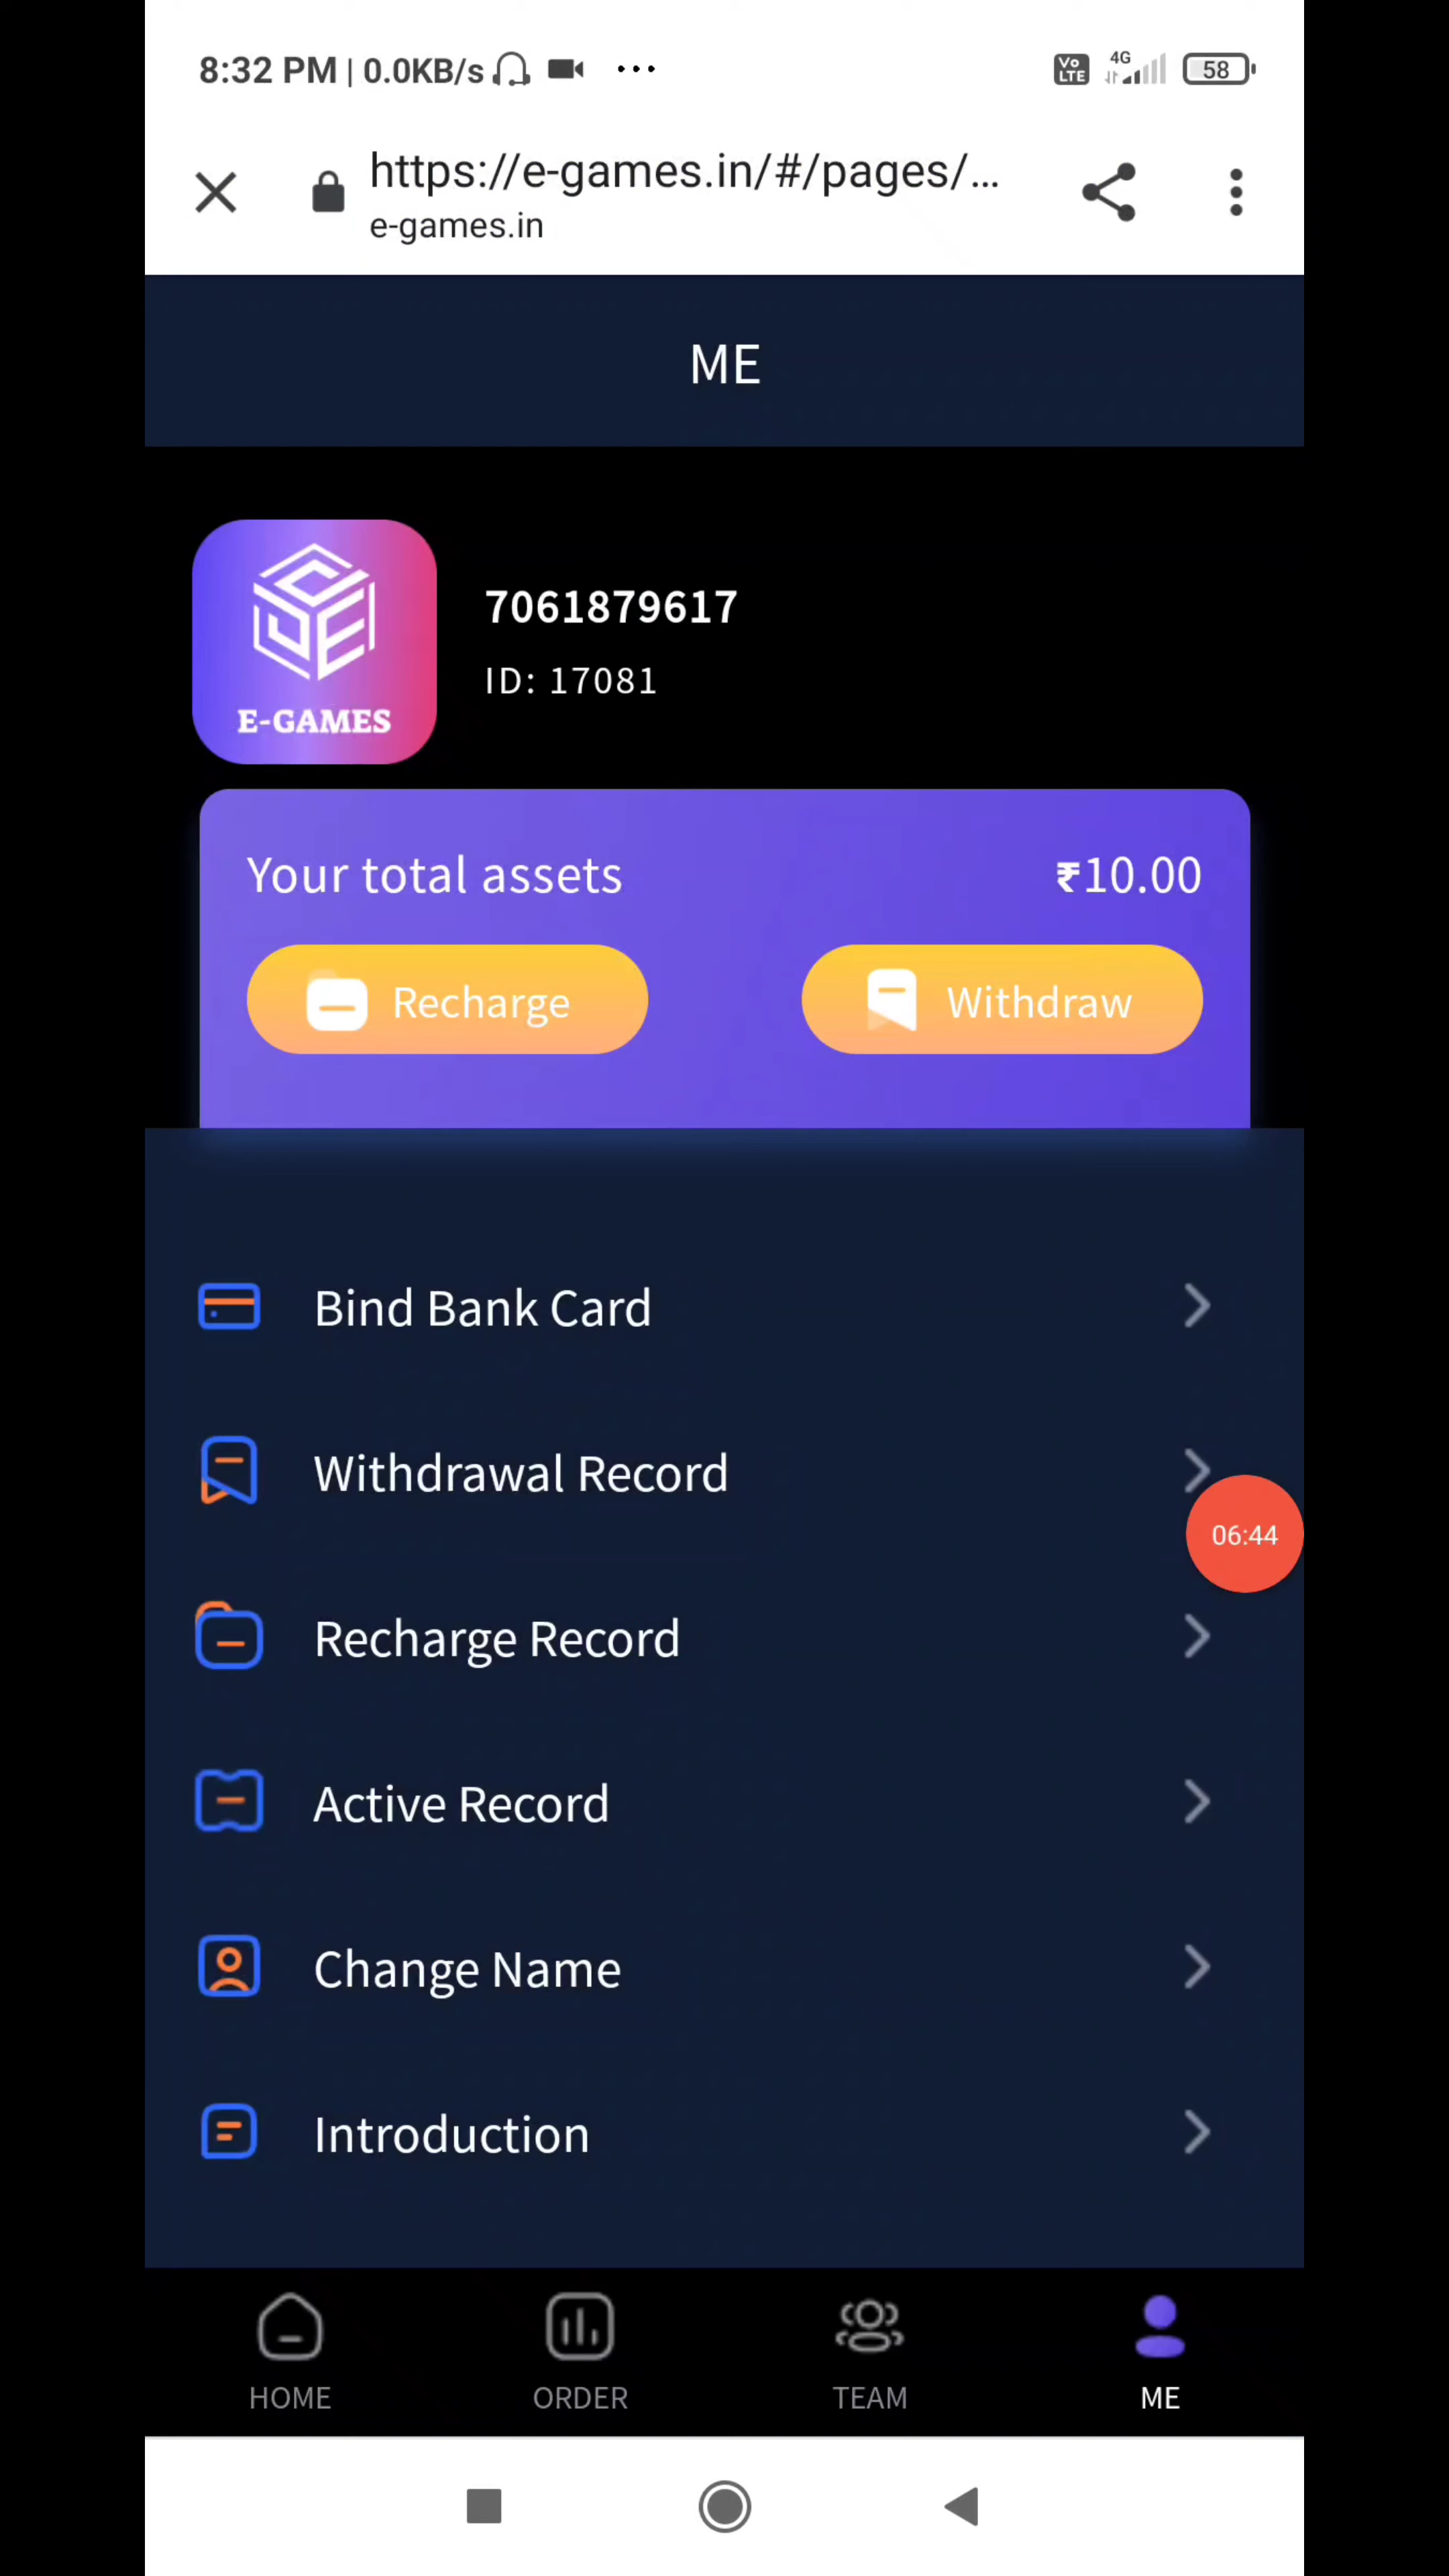 8:32 PM | 0.0KB/s ...
Vo LTE 4G 58
https://e-games.in/#/pages/...
e-games.in
ME
E-GAMES
7061879617
ID: 17081
Your total assets ₹10.00
Recharge Withdraw
Bind Bank Card
Withdrawal Record
06:44
Recharge Record
Active Record
Change Name
Introduction
HOME ORDER TEAM ME